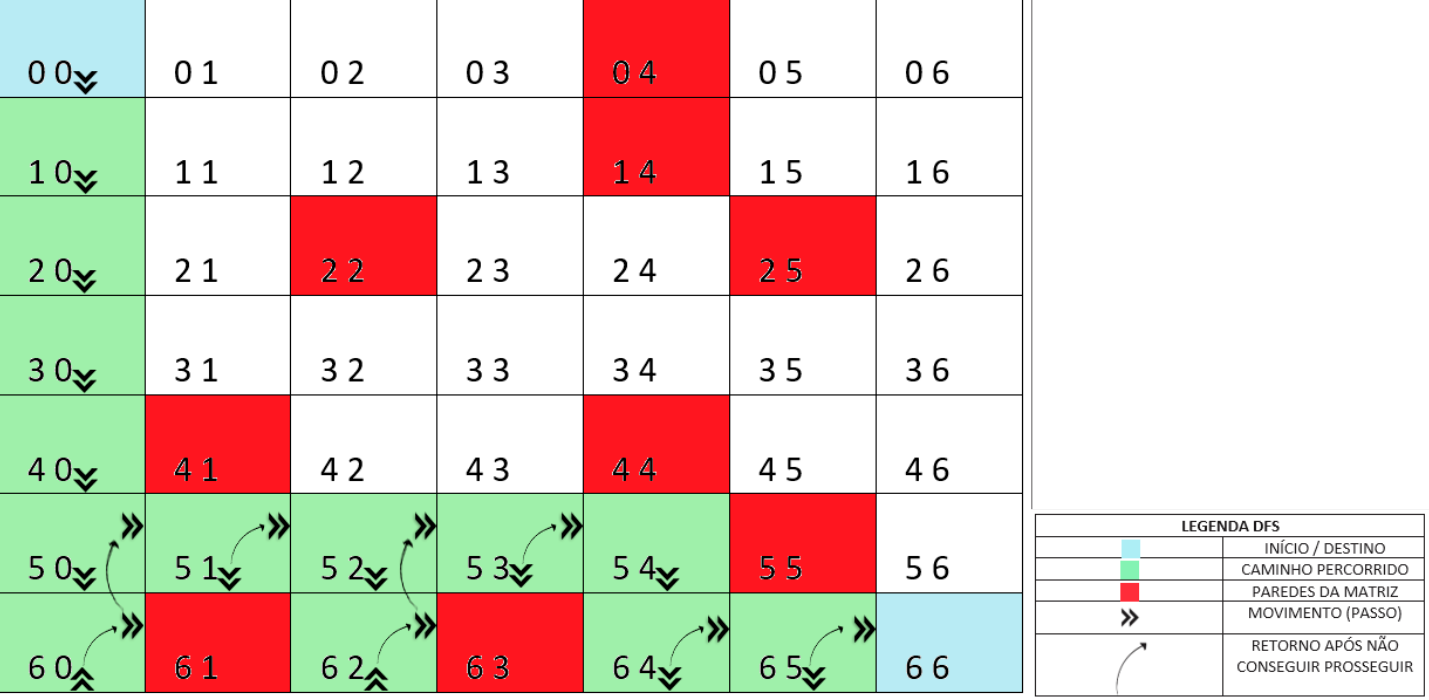 0 0 0 1 0 2 0 3 0 4 0 5 0 6
1 0 1 1 1 2 1 3 1 4 1 5 1 6
2 0 2 1 2 2 2 3 2 4 2 5 2 6
3 0 3 1 3 2 3 3 3 4 3 5 3 6
4 0 4 1 4 2 4 3 4 4 4 5 4 6
5 0 5 1 5 2 5 3 5 4 5 5 5 6
6 0 6 1 6 2 6 3 6 4 6 5 6 6
LEGENDA DFS
INÍCIO / DESTINO
CAMINHO PERCORRIDO
PAREDES DA MATRIZ
MOVIMENTO (PASSO)
RETORNO APÓS NÃO
CONSEGUIR PROSSEGUIR